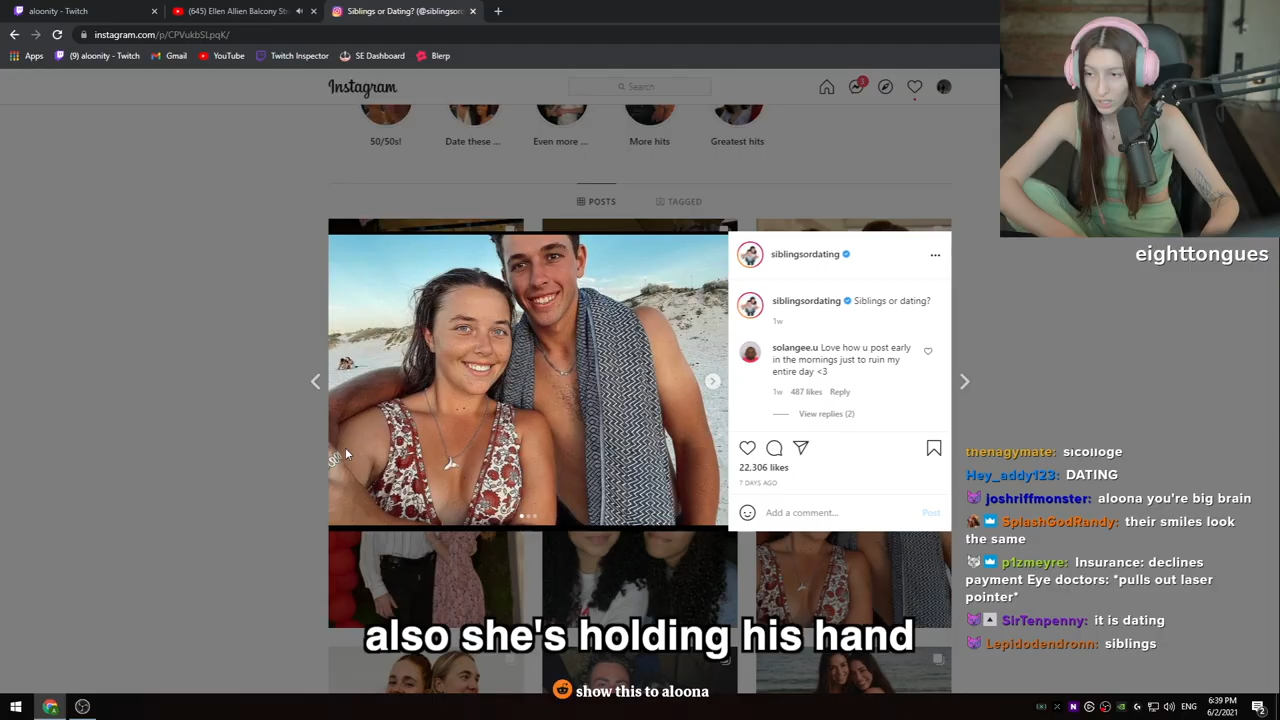 aloonity - Twitch
(645) Ellen Allien Balcony St
Siblings or Dating? (@siblingsor
instagram.com/p/CPVukbSLpqK/
Apps
(9) aloonity - Twitch
Gmail
YouTube
Twitch Inspector
SE Dashboard
Blerp
Instagram
Search
3
50/50s!
Date these ...
Even more ...
More hits
Greatest hits
POSTS
TAGGED
siblingsordating
siblingsordating Siblings or dating?
1w
solangee.u Love how u post early
in the mornings just to ruin my
entire day <3
1w 487 likes Reply
View replies (2)
22,306 likes
7 DAYS AGO
Add a comment...
Post
eighttongues
thenagymate: sicolloge
Hey_addy123: DATING
joshriffmonster: aloona you're big brain
SplashGodRandy: their smiles look
the same
p1zmeyre: Insurance: declines
payment Eye doctors: *pulls out laser
pointer*
SirTenpenny: it is dating
Lepidodendronn: siblings
also she's holding his hand
show this to aloona
ENG
6:39 PM
6/2/2021
2